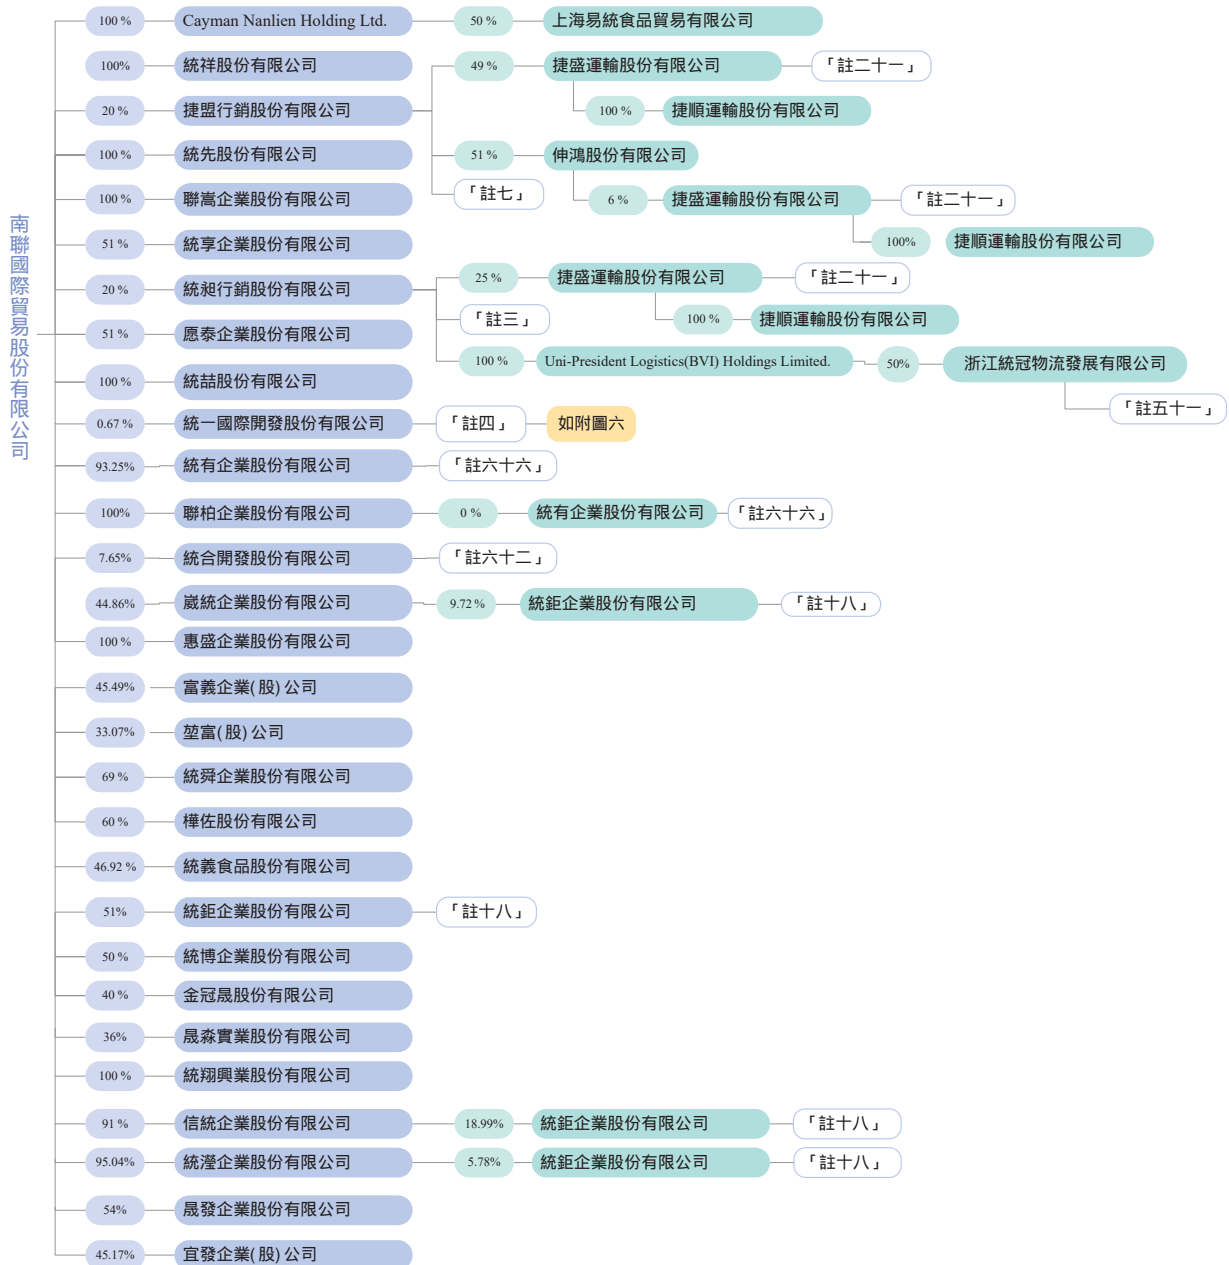 南聯國際貿易股份有限公司
100 % Cayman Nanlien Holding Ltd. 50 % 上海易統食品貿易有限公司
100% 統祥股份有限公司 49 % 捷盛運輸股份有限公司 「註二十一」
20 % 捷盟行銷股份有限公司 100 % 捷順運輸股份有限公司
100 % 統先股份有限公司 51 % 伸鴻股份有限公司
「註七」
100 % 聯嵩企業股份有限公司 6 % 捷盛運輸股份有限公司 「註二十一」
51 % 統享企業股份有限公司 100% 捷順運輸股份有限公司
20 % 統昶行銷股份有限公司 25 % 捷盛運輸股份有限公司 「註二十一」
「註三」 100 % 捷順運輸股份有限公司
51 % 愿泰企業股份有限公司
100 % Uni-President Logistics(BVI) Holdings Limited. 50% 浙江統冠物流發展有限公司
100 % 統喆股份有限公司
「註五十一」
0.67 % 統一國際開發股份有限公司 「註四」 如附圖六
93.25% 統有企業股份有限公司 「註六十六」
100% 聯柏企業股份有限公司 0 % 統有企業股份有限公司 「註六十六」
7.65% 統合開發股份有限公司 「註六十二」
44.86% 崴統企業股份有限公司 9.72 % 統鉅企業股份有限公司 「註十八」
100 % 惠盛企業股份有限公司
45.49% 富義企業(股)公司
33.07% 堃富(股)公司
69 % 統舜企業股份有限公司
60 % 樺佐股份有限公司
46.92 % 統義食品股份有限公司
51% 統鉅企業股份有限公司 「註十八」
50 % 統博企業股份有限公司
40 % 金冠晟股份有限公司
36% 晟淼實業股份有限公司
100 % 統翔興業股份有限公司
91 % 信統企業股份有限公司 18.99% 統鉅企業股份有限公司 「註十八」
95.04% 統瀅企業股份有限公司 5.78% 統鉅企業股份有限公司 「註十八」
54% 晟發企業股份有限公司
45.17% 宜發企業(股)公司